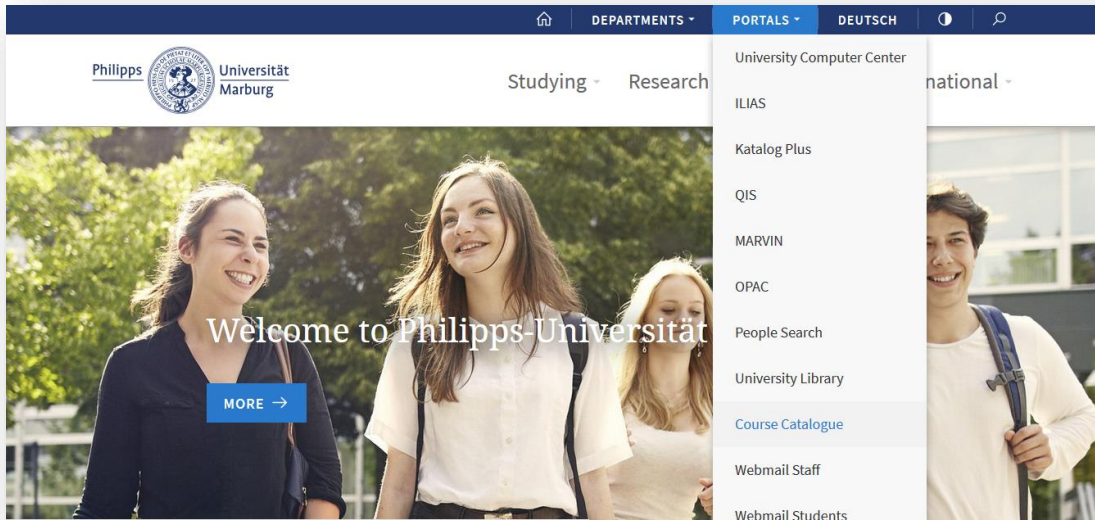 DEPARTMENTS
PORTALS
DEUTSCH
Philipps
Universität
Marburg
Studying
Research
national
University Computer Center
ILIAS
Katalog Plus
QIS
MARVIN
OPAC
People Search
University Library
Course Catalogue
Webmail Staff
Webmail Students
Welcome to Philipps-Universität
MORE →